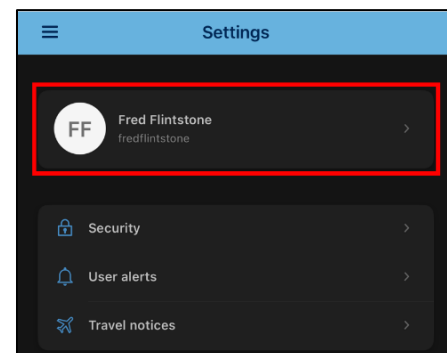 Settings
FF
Fred Flintstone
fredflintstone
Security
User alerts
Travel notices